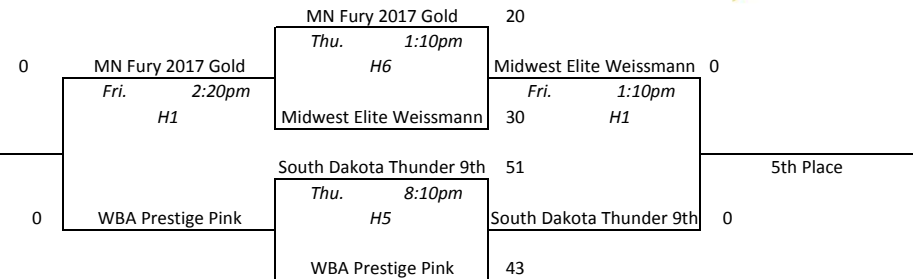 MN Fury 2017 Gold 20
Thu. 1:10pm
0 MN Fury 2017 Gold H6 Midwest Elite Weissmann 0
Fri. 2:20pm Fri. 1:10pm
H1 Midwest Elite Weissmann 30 H1
South Dakota Thunder 9th 51 5th Place
Thu. 8:10pm
0 WBA Prestige Pink H5 South Dakota Thunder 9th 0
WBA Prestige Pink 43